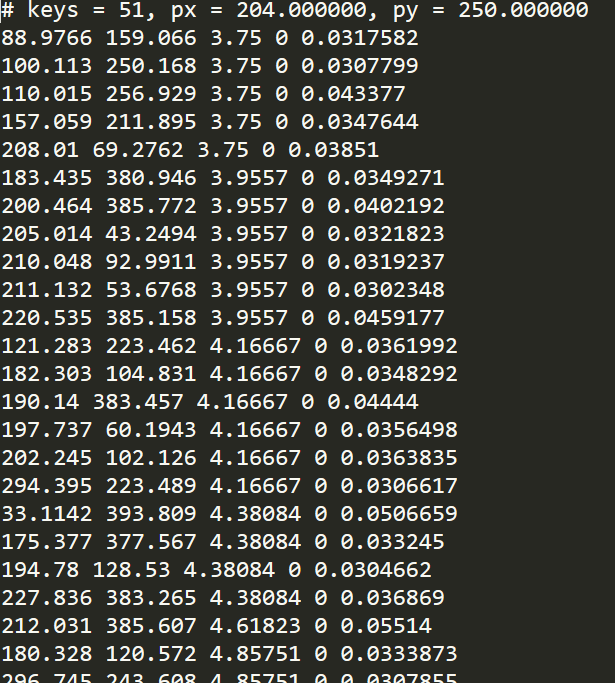 # keys = 51, px = 204.000000, py = 250.000000
88.9766 159.066 3.75 0 0.0317582
100.113 250.168 3.75 0 0.0307799
110.015 256.929 3.75 0 0.043377
157.059 211.895 3.75 0 0.0347644
208.01 69.2762 3.75 0 0.03851
183.435 380.946 3.9557 0 0.0349271
200.464 385.772 3.9557 0 0.0402192
205.014 43.2494 3.9557 0 0.0321823
210.048 92.9911 3.9557 0 0.0319237
211.132 53.6768 3.9557 0 0.0302348
220.535 385.158 3.9557 0 0.0459177
121.283 223.462 4.16667 0 0.0361992
182.303 104.831 4.16667 0 0.0348292
190.14 383.457 4.16667 0 0.04444
197.737 60.1943 4.16667 0 0.0356498
202.245 102.126 4.16667 0 0.0363835
294.395 223.489 4.16667 0 0.0306617
33.1142 393.809 4.38084 0 0.0506659
175.377 377.567 4.38084 0 0.033245
194.78 128.53 4.38084 0 0.0304662
227.836 383.265 4.38084 0 0.036869
212.031 385.607 4.61823 0 0.05514
180.328 120.572 4.85751 0 0.0333873
296.745 243.608 4.85751 0 0.0307855